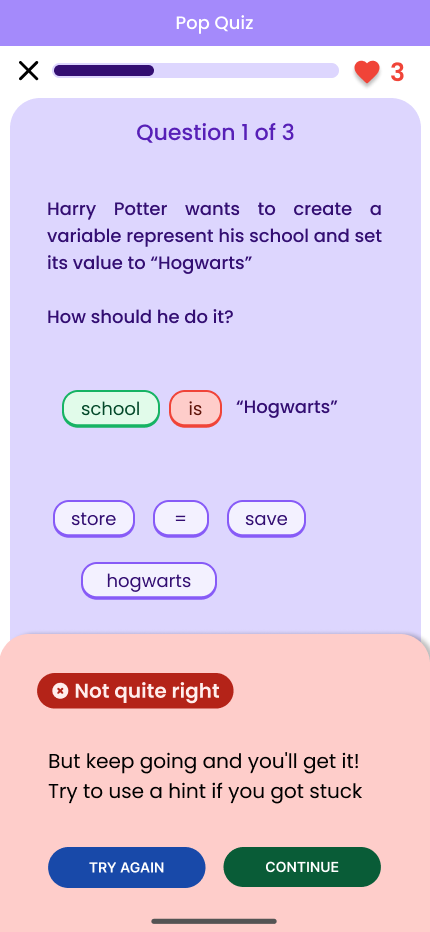 Pop Quiz
3
Question 1 of 3
Harry Potter wants to create a
variable represent his school and set
its value to “Hogwarts”
How should he do it?
school is “Hogwarts”
store = save
hogwarts
Not quite right
But keep going and you'll get it!
Try to use a hint if you got stuck
TRY AGAIN CONTINUE